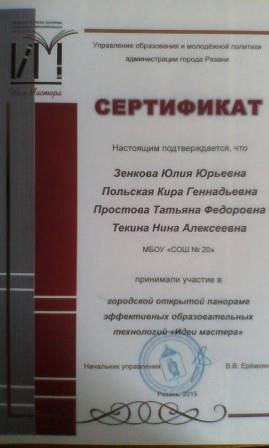 Идеи Мастера
Управление образования и молодёжной политики
администрации города Рязани
СЕРТИФИКАТ
Настоящим подтверждается, что
Зенкова Юлия Юрьевна
Польская Кира Геннадьевна
Простова Татьяна Федоровна
Текина Нина Алексеевна
МБОУ «СОШ № 20»
принимали участие в
городской открытой панораме
эффективных образовательных
технологий «Идеи мастера»
Начальник управления В.В. Ерёмкин
Рязань, 2015